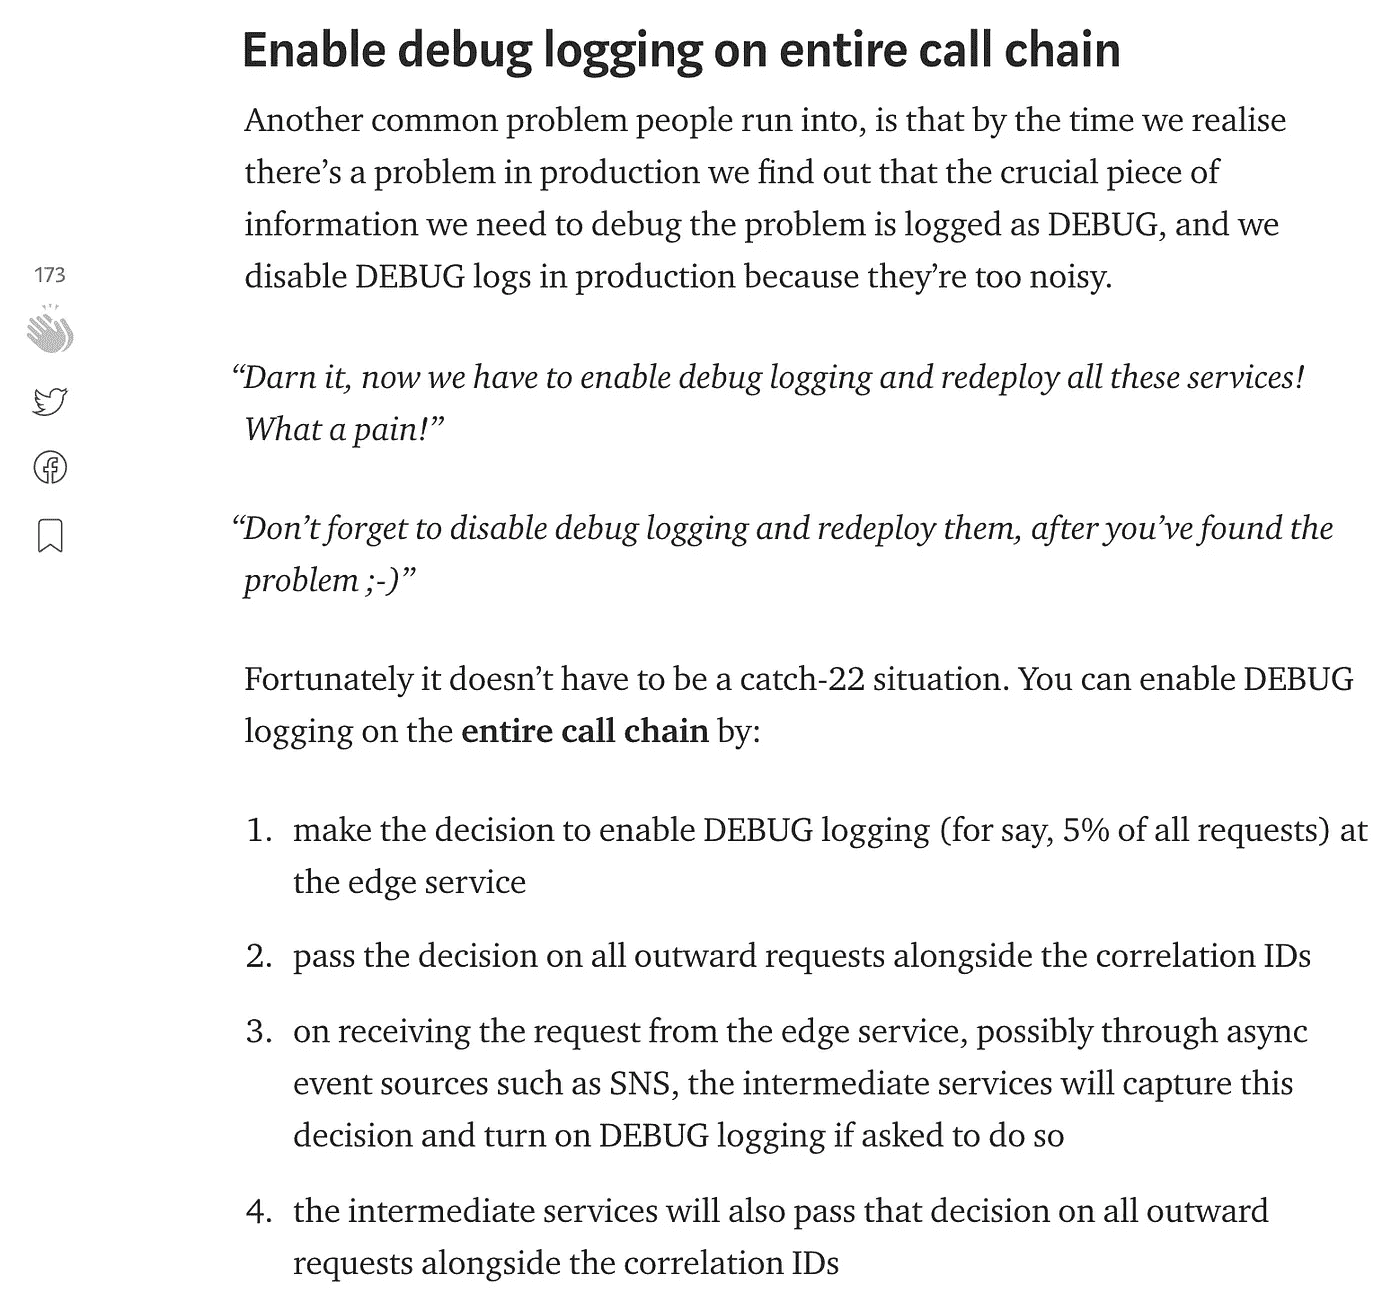 Enable debug logging on entire call chain
Another common problem people run into, is that by the time we realise
there’s a problem in production we find out that the crucial piece of
information we need to debug the problem is logged as DEBUG, and we
disable DEBUG logs in production because they’re too noisy.
173
“Darn it, now we have to enable debug logging and redeploy all these services!
What a pain!”
“Don’t forget to disable debug logging and redeploy them, after you’ve found the
problem ;-)”
Fortunately it doesn’t have to be a catch-22 situation. You can enable DEBUG
logging on the entire call chain by:
1. make the decision to enable DEBUG logging (for say, 5% of all requests) at
the edge service
2. pass the decision on all outward requests alongside the correlation IDs
3. on receiving the request from the edge service, possibly through async
event sources such as SNS, the intermediate services will capture this
decision and turn on DEBUG logging if asked to do so
4. the intermediate services will also pass that decision on all outward
requests alongside the correlation IDs